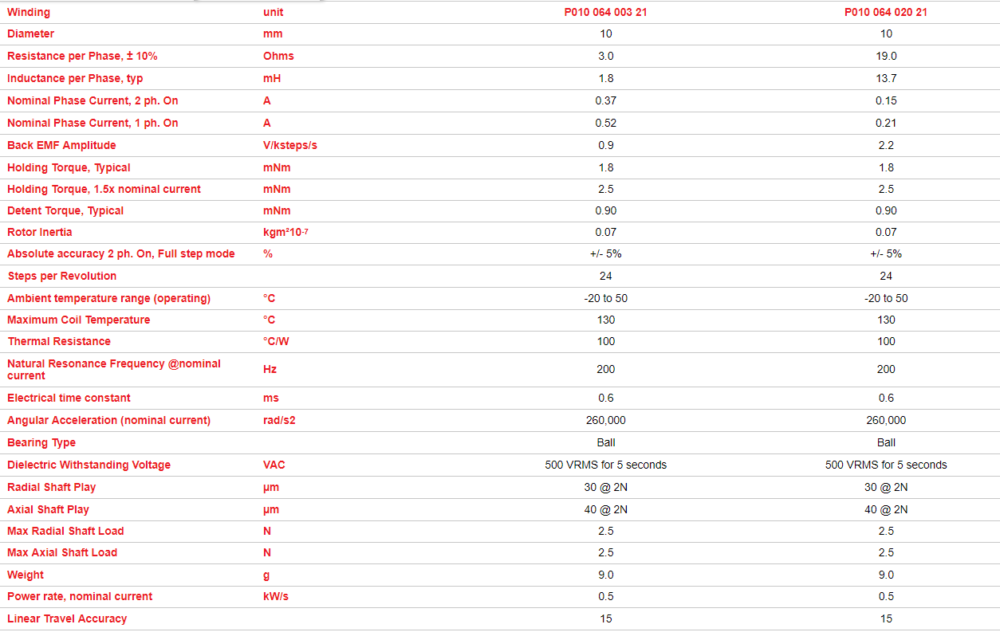 Winding unit P010 064 003 21 P010 064 020 21
Diameter mm 10 10
Resistance per Phase, ± 10% Ohms 3.0 19.0
Inductance per Phase, typ mH 1.8 13.7
Nominal Phase Current, 2 ph. On A 0.37 0.15
Nominal Phase Current, 1 ph. On A 0.52 0.21
Back EMF Amplitude V/ksteps/s 0.9 2.2
Holding Torque, Typical mNm 1.8 1.8
Holding Torque, 1.5x nominal current mNm 2.5 2.5
Detent Torque, Typical mNm 0.90 0.90
Rotor Inertia kgm²10-7 0.07 0.07
Absolute accuracy 2 ph. On, Full step mode % +/- 5% +/- 5%
Steps per Revolution 24 24
Ambient temperature range (operating) °C -20 to 50 -20 to 50
Maximum Coil Temperature °C 130 130
Thermal Resistance °C/W 100 100
Natural Resonance Frequency @nominal
current Hz 200 200
Electrical time constant ms 0.6 0.6
Angular Acceleration (nominal current) rad/s2 260,000 260,000
Bearing Type Ball Ball
Dielectric Withstanding Voltage VAC 500 VRMS for 5 seconds 500 VRMS for 5 seconds
Radial Shaft Play µm 30 @ 2N 30 @ 2N
Axial Shaft Play µm 40 @ 2N 40 @ 2N
Max Radial Shaft Load N 2.5 2.5
Max Axial Shaft Load N 2.5 2.5
Weight g 9.0 9.0
Power rate, nominal current kW/s 0.5 0.5
Linear Travel Accuracy 15 15